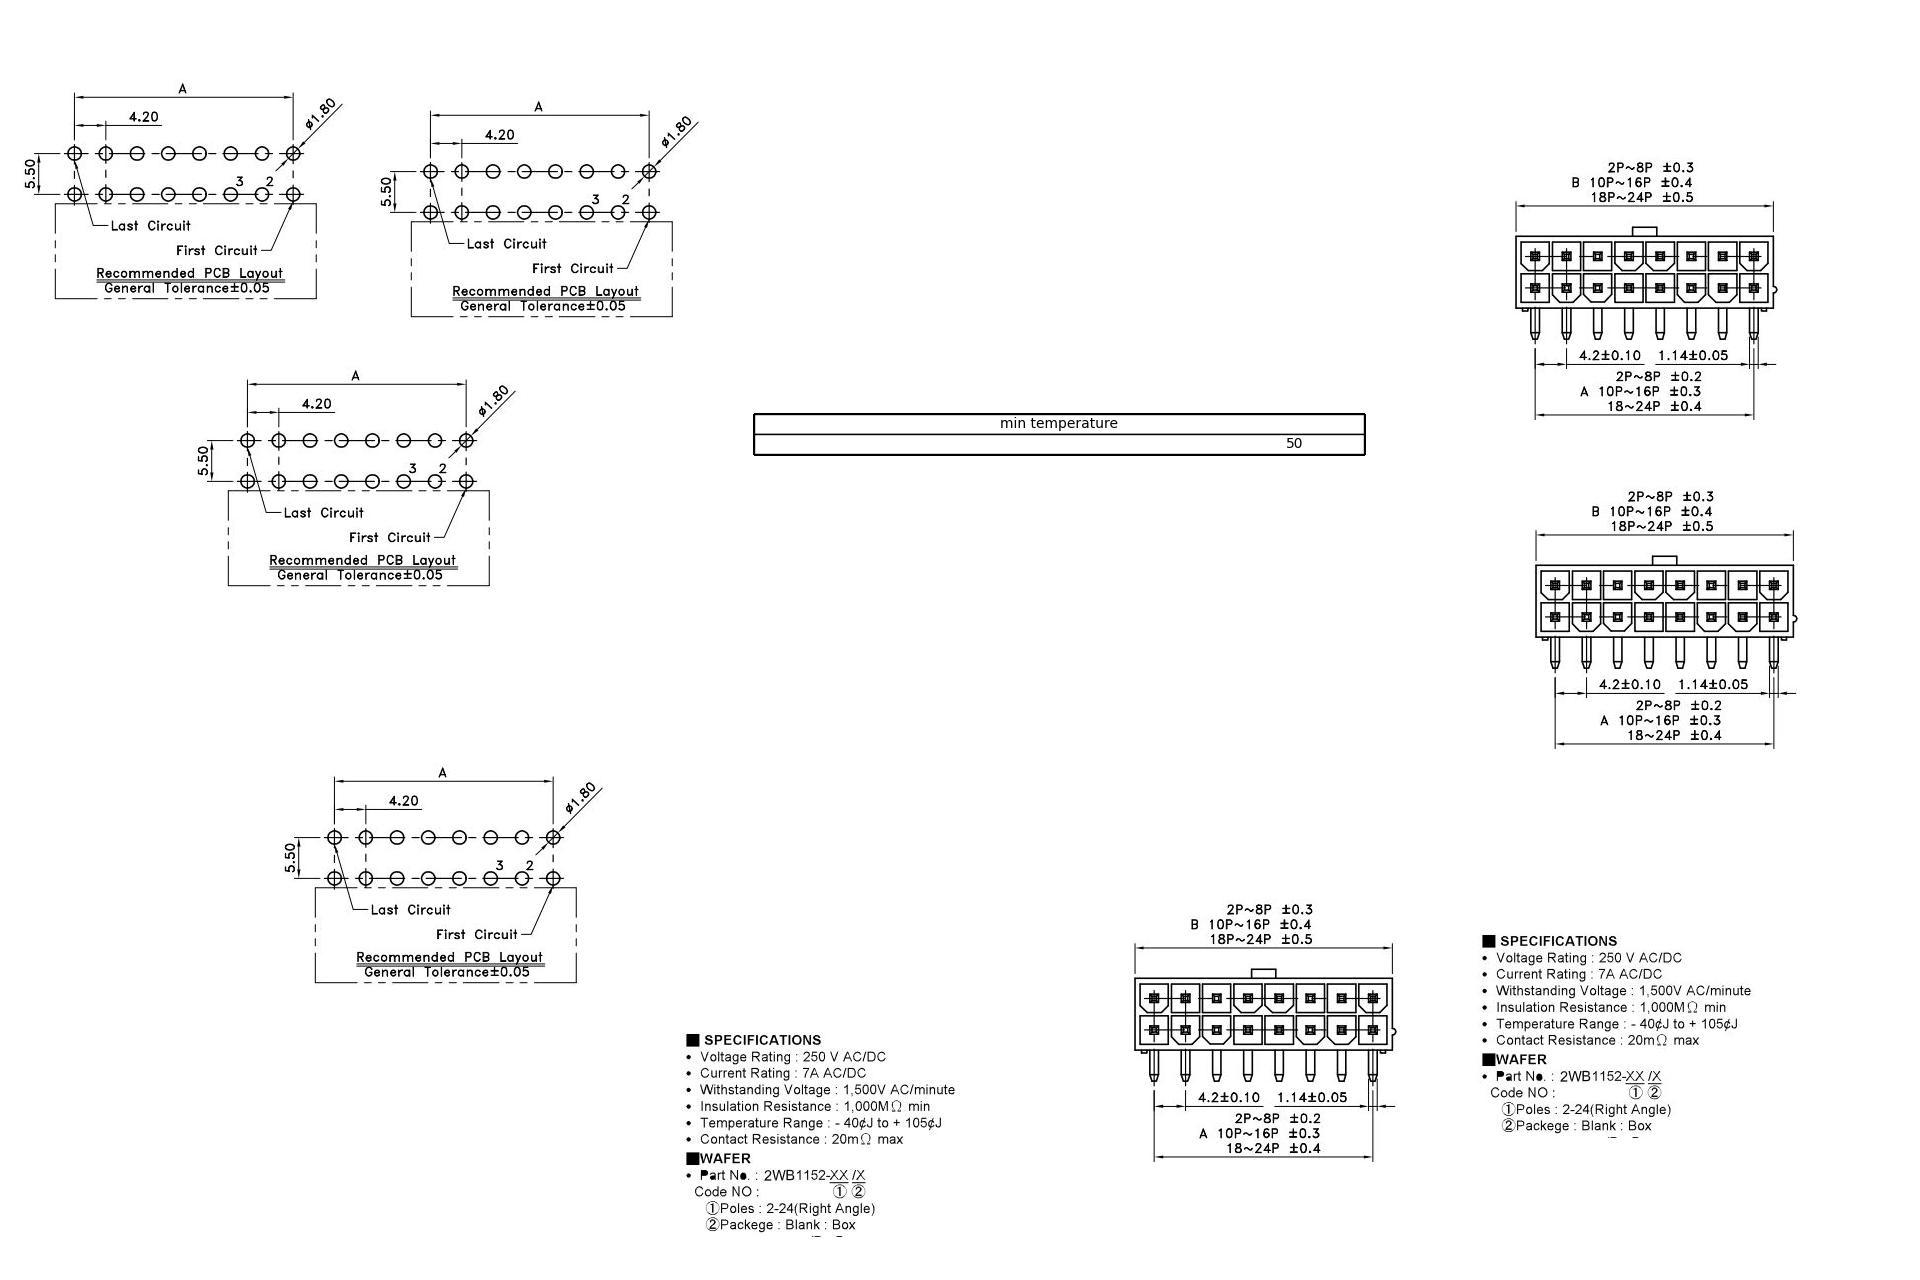 A
4.20
ø1.80
5.50
3 2
Last Circuit
First Circuit
Recommended PCB Layout
General Tolerance±0.05
A
4.20
ø1.80
5.50
3 2
Last Circuit
First Circuit
Recommended PCB Layout
General Tolerance±0.05
2P~8P ±0.3
B 10P~16P ±0.4
18P~24P ±0.5
4.2±0.10 1.14±0.05
2P~8P ±0.2
A 10P~16P ±0.3
18~24P ±0.4
A
4.20
ø1.80
5.50
3 2
Last Circuit
First Circuit
Recommended PCB Layout
General Tolerance±0.05
min temperature
50
2P~8P ±0.3
B 10P~16P ±0.4
18P~24P ±0.5
4.2±0.10 1.14±0.05
2P~8P ±0.2
A 10P~16P ±0.3
18~24P ±0.4
A
4.20
ø1.80
5.50
3 2
Last Circuit
First Circuit
Recommended PCB Layout
General Tolerance±0.05
■ SPECIFICATIONS
• Voltage Rating : 250 V AC/DC
• Current Rating : 7A AC/DC
• Withstanding Voltage : 1,500V AC/minute
• Insulation Resistance : 1,000MΩ min
• Temperature Range : - 40¢J to + 105¢J
• Contact Resistance : 20mΩ max
■WAFER
• Part No. : 2WB1152-XX /X
Code NO : ① ②
①Poles : 2-24(Right Angle)
②Packege : Blank : Box
2P~8P ±0.3
B 10P~16P ±0.4
18P~24P ±0.5
4.2±0.10 1.14±0.05
2P~8P ±0.2
A 10P~16P ±0.3
18~24P ±0.4
■ SPECIFICATIONS
• Voltage Rating : 250 V AC/DC
• Current Rating : 7A AC/DC
• Withstanding Voltage : 1,500V AC/minute
• Insulation Resistance : 1,000MΩ min
• Temperature Range : - 40¢J to + 105¢J
• Contact Resistance : 20mΩ max
■WAFER
• Part No. : 2WB1152-XX /X
Code NO : ① ②
①Poles : 2-24(Right Angle)
②Packege : Blank : Box